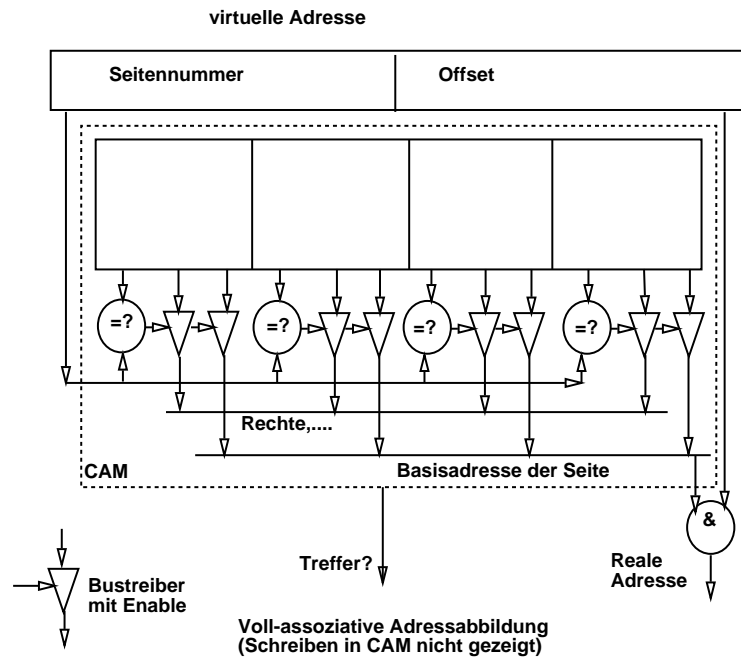 virtuelle Adresse
Seitennummer
Offset
=?
=?
=?
=?
Rechte,....
CAM
Basisadresse der Seite
&
Treffer?
Reale
Adresse
Bustreiber
mit Enable
Voll-assoziative Adressabbildung
(Schreiben in CAM nicht gezeigt)